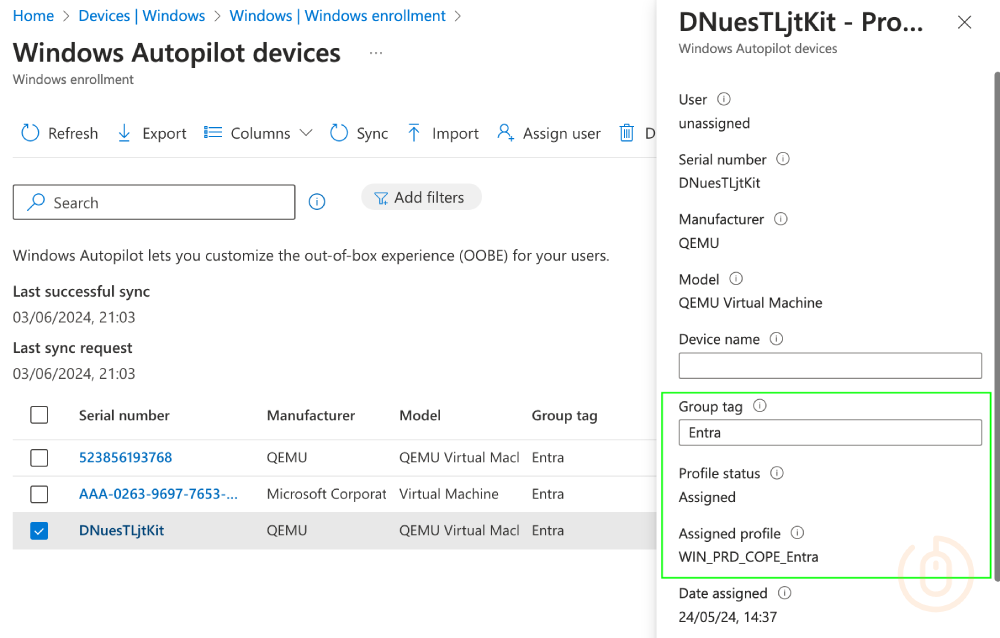 Home > Devices | Windows > Windows | Windows enrollment >
Windows Autopilot devices ...
Windows enrollment
Refresh Export Columns Sync Import Assign user D
Search Add filters
Windows Autopilot lets you customize the out-of-box experience (OOBE) for your users.
Last successful sync
03/06/2024, 21:03
Last sync request
03/06/2024, 21:03
Serial number Manufacturer Model Group tag
523856193768 QEMU QEMU Virtual Macl Entra
AAA-0263-9697-7653-... Microsoft Corporat Virtual Machine Entra
DNuesTLjtKit QEMU QEMU Virtual Macl Entra
DNuesTLjtKit - Pro...
Windows Autopilot devices
User
unassigned
Serial number
DNuesTLjtKit
Manufacturer
QEMU
Model
QEMU Virtual Machine
Device name
Group tag
Entra
Profile status
Assigned
Assigned profile
WIN_PRD_COPE_Entra
Date assigned
24/05/24, 14:37